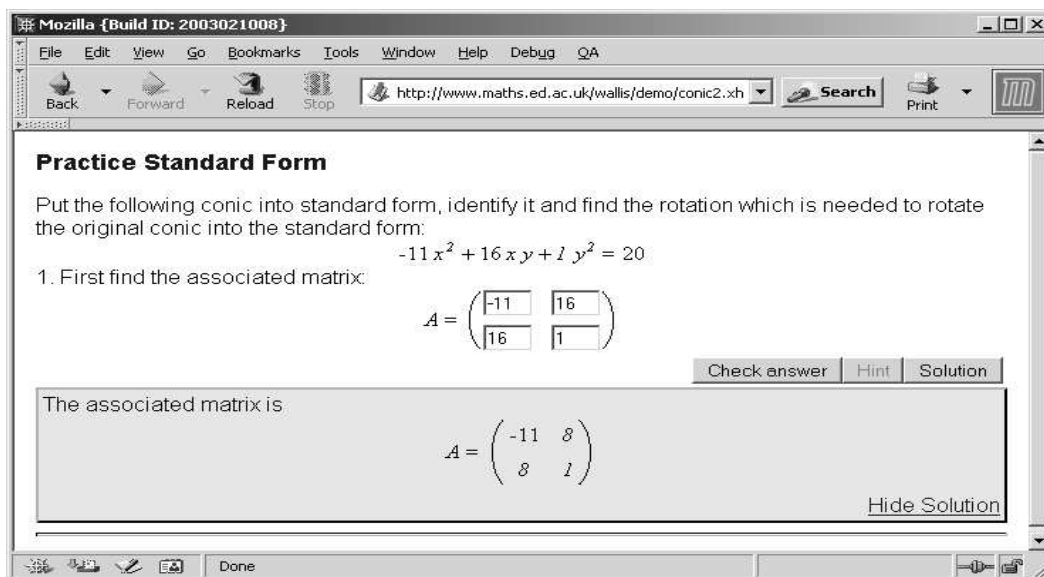 Mozilla {Build ID: 2003021008}
File Edit View Go Bookmarks Tools Window Help Debug QA
Back Forward Reload Stop http://www.maths.ed.ac.uk/wallis/demo/conic2.xh Search Print
Practice Standard Form
Put the following conic into standard form, identify it and find the rotation which is needed to rotate
the original conic into the standard form:
-11 x² + 16 x y + 1 y² = 20
1. First find the associated matrix:
A = ( -11 16
16 1 )
Check answer Hint Solution
The associated matrix is
A = ( -11 8
8 1 )
Hide Solution
Done